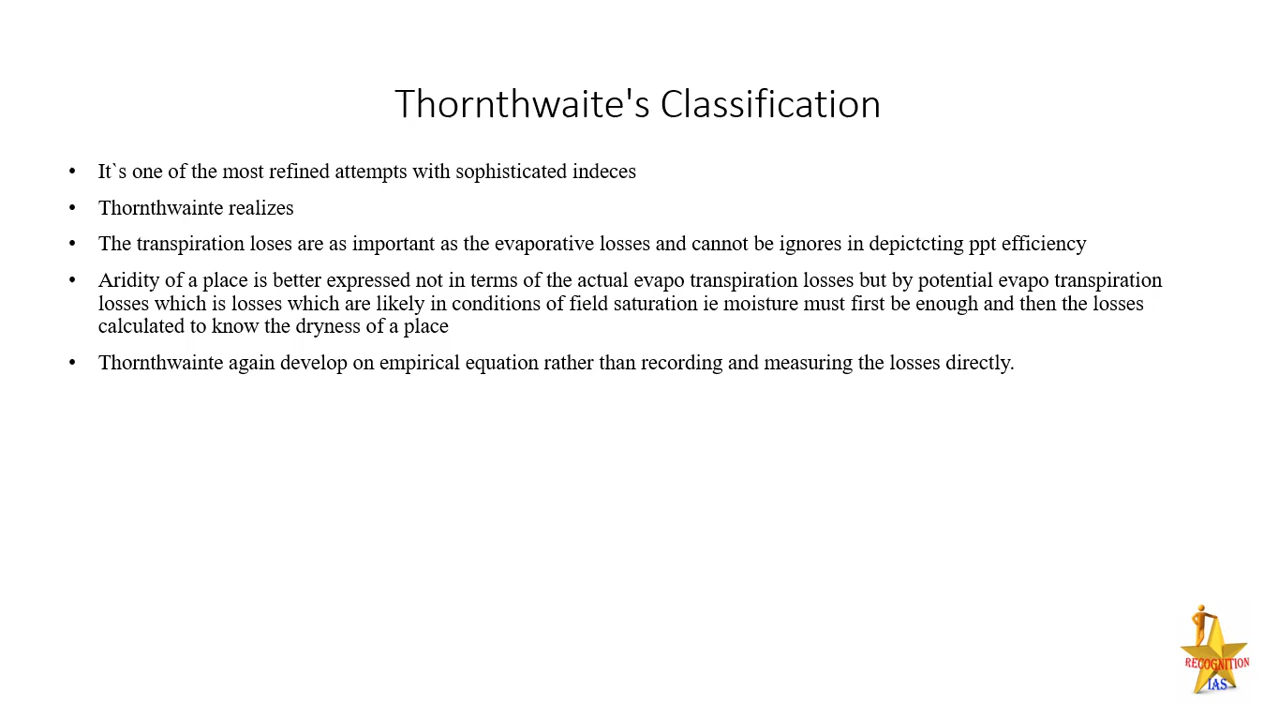 Thornthwaite's Classification
• It`s one of the most refined attempts with sophisticated indeces
• Thornthwainte realizes
• The transpiration loses are as important as the evaporative losses and cannot be ignores in depictcting ppt efficiency
• Aridity of a place is better expressed not in terms of the actual evapo transpiration losses but by potential evapo transpiration
losses which is losses which are likely in conditions of field saturation ie moisture must first be enough and then the losses
calculated to know the dryness of a place
• Thornthwainte again develop on empirical equation rather than recording and measuring the losses directly.
RECOGNITION
IAS